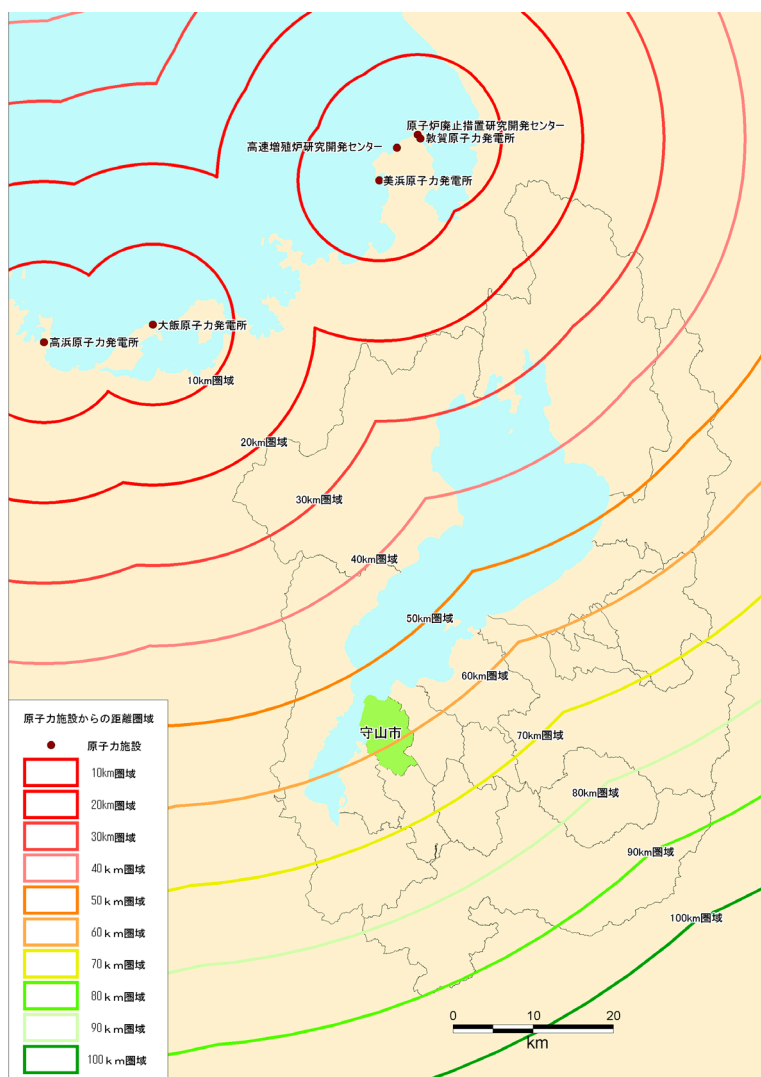 原子炉廃止措置研究開発センター
敦賀原子力発電所
高速増殖炉研究開発センター
美浜原子力発電所
大飯原子力発電所
高浜原子力発電所
10km圏域
20km圏域
30km圏域
40km圏域
50km圏域
60km圏域
70km圏域
80km圏域
90km圏域
100km圏域
守山市
原子力施設からの距離圏域
原子力施設
10km圏域
20km圏域
30km圏域
40ｋｍ圏域
50ｋｍ圏域
60ｋｍ圏域
70ｋｍ圏域
80ｋｍ圏域
90ｋｍ圏域
100ｋｍ圏域
0 10 20
km